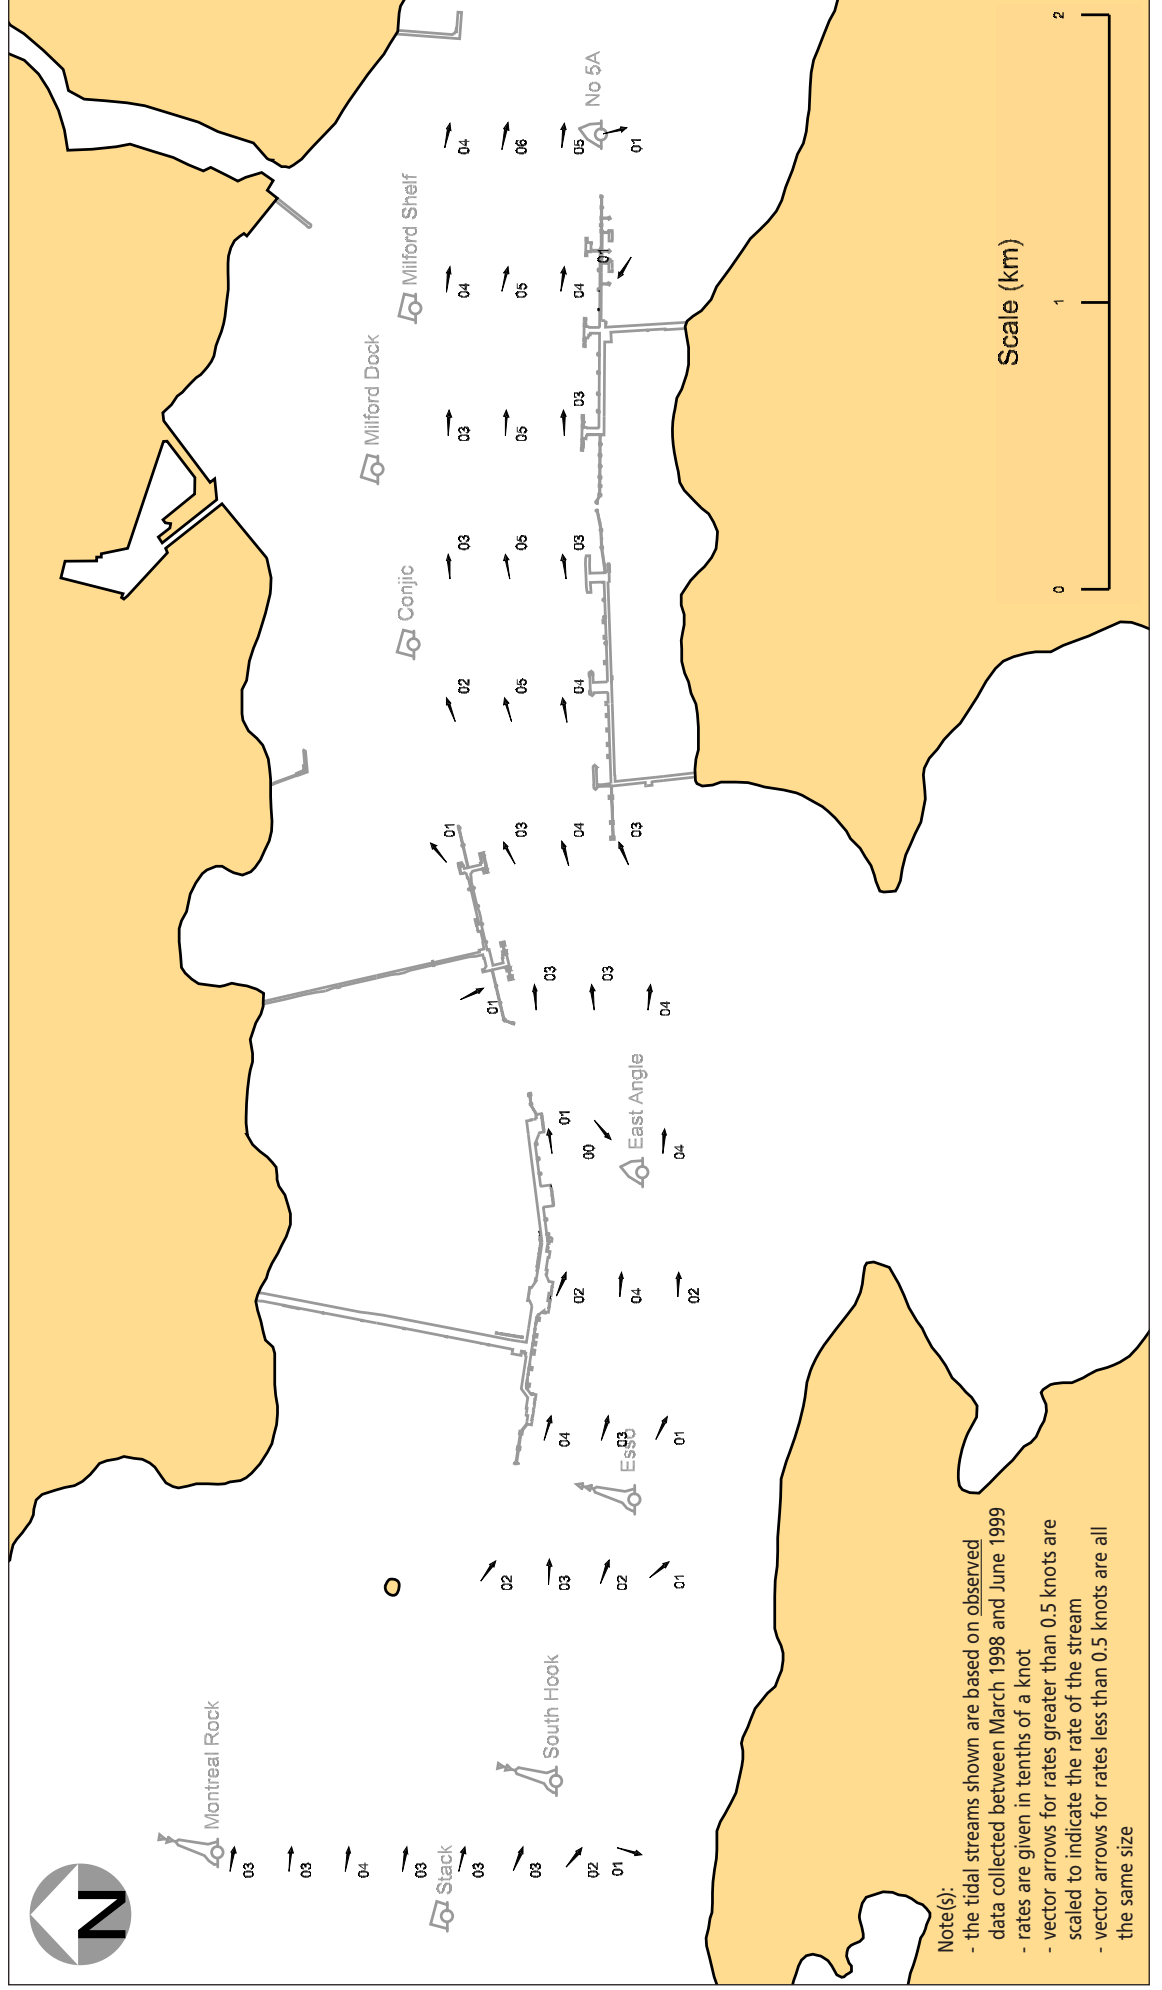 N
Montreal Rock
03
03
04
03
03
03
02
01
Stack
South Hook
02
03
02
01
Esso
04
03
01
02
04
02
01
00
04
East Angle
01
03
03
04
01
03
04
03
02
05
04
Conjic
03
05
03
Milford Dock
03
05
03
Milford Shelf
04
05
04
01
No 5A
04
06
05
01
Note(s):
- the tidal streams shown are based on observed
data collected between March 1998 and June 1999
- rates are given in tenths of a knot
- vector arrows for rates greater than 0.5 knots are
scaled to indicate the rate of the stream
- vector arrows for rates less than 0.5 knots are all
the same size
Scale (km)
0 1 2